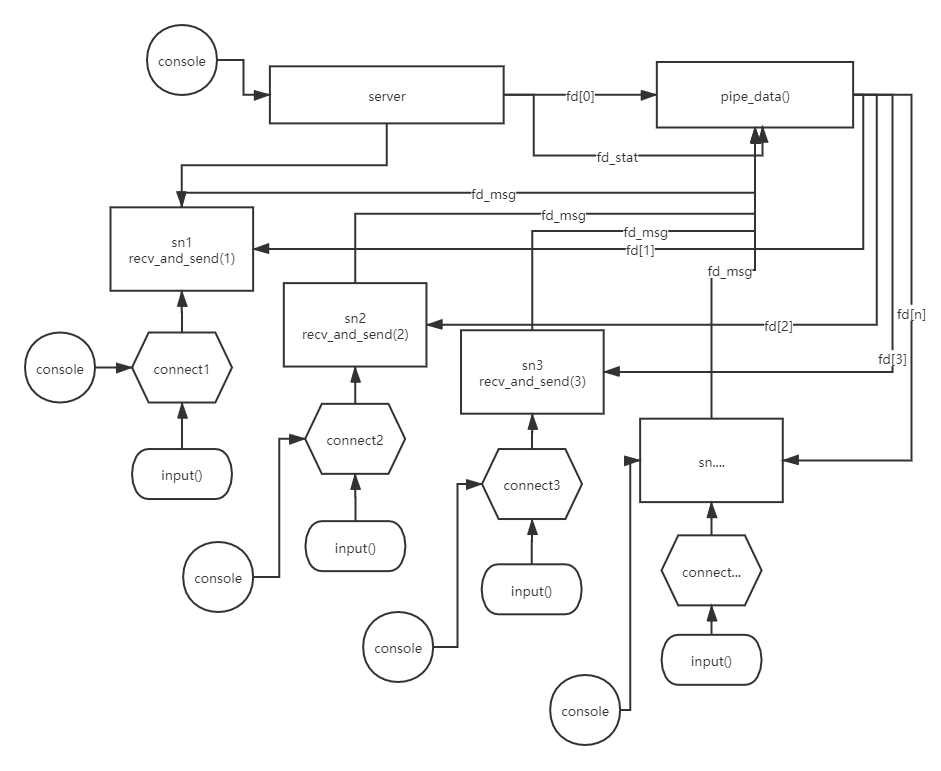 console
server
fd[0]
pipe_data()
fd_stat
fd_msg
fd_msg
fd_msg
fd[1]
sn1
recv_and_send(1)
fd_msg
sn2
recv_and_send(2)
fd[2]
fd[n]
console
connect1
sn3
recv_and_send(3)
fd[3]
connect2
input()
connect3
sn....
input()
console
connect...
input()
console
input()
console